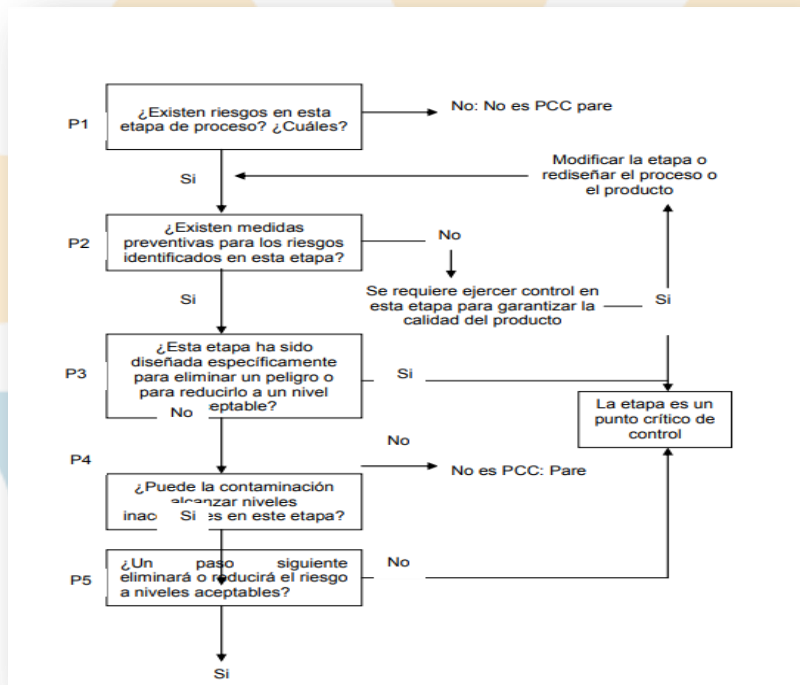 P1
¿Existen riesgos en esta
etapa de proceso? ¿Cuáles?
No: No es PCC pare
Si
Modificar la etapa o
rediseñar el proceso o
el producto
P2
¿Existen medidas
preventivas para los riesgos
identificados en esta etapa?
No
Si
Se requiere ejercer control en
esta etapa para garantizar la
calidad del producto
Si
P3
¿Esta etapa ha sido
diseñada específicamente
para eliminar un peligro o
para reducirlo a un nivel
eptable?
Si
No
La etapa es un
punto crítico de
control
P4
No
No es PCC: Pare
¿Puede la contaminación
alcanzar niveles
en este etapa?
Si
P5
¿Un paso siguiente
eliminará o reducirá el riesgo
a niveles aceptables?
No
Si